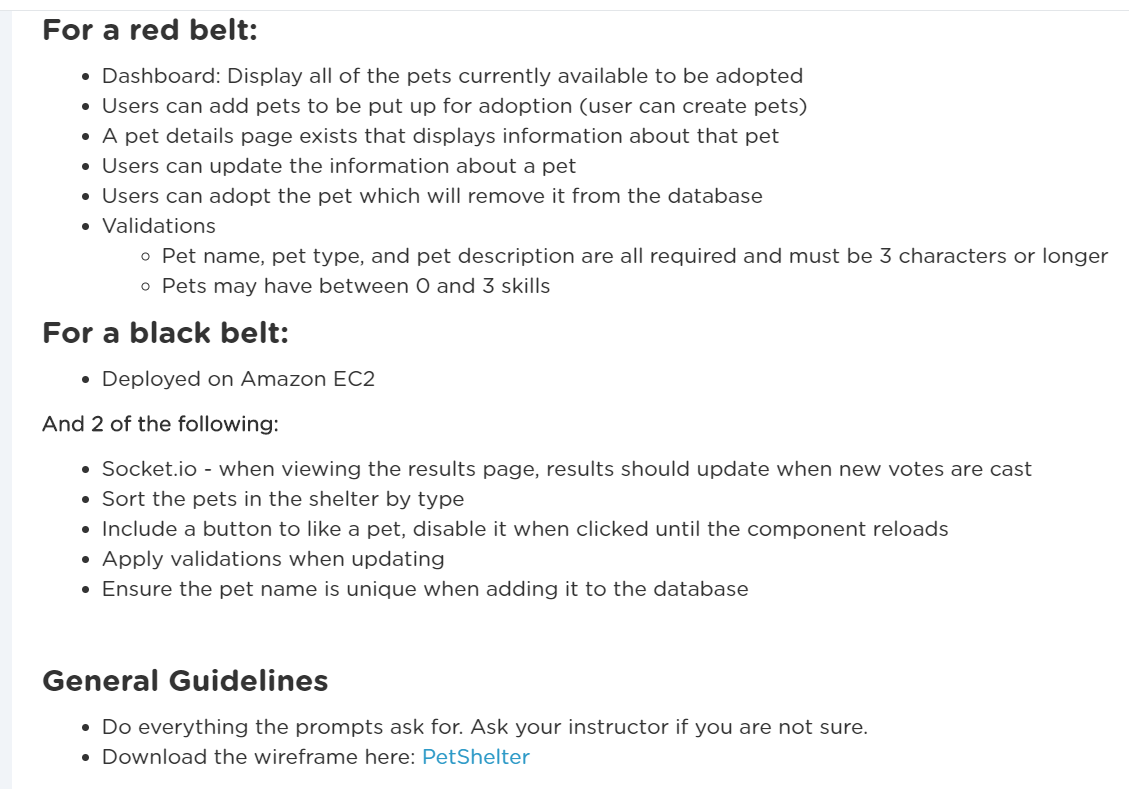 For a red belt:
Dashboard: Display all of the pets currently available to be adopted
Users can add pets to be put up for adoption (user can create pets)
A pet details page exists that displays information about that pet
Users can update the information about a pet
Users can adopt the pet which will remove it from the database
Validations
Pet name, pet type, and pet description are all required and must be 3 characters or longer
Pets may have between 0 and 3 skills
For a black belt:
Deployed on Amazon EC2
And 2 of the following:
Socket.io - when viewing the results page, results should update when new votes are cast
Sort the pets in the shelter by type
Include a button to like a pet, disable it when clicked until the component reloads
Apply validations when updating
Ensure the pet name is unique when adding it to the database
General Guidelines
Do everything the prompts ask for. Ask your instructor if you are not sure.
Download the wireframe here: PetShelter